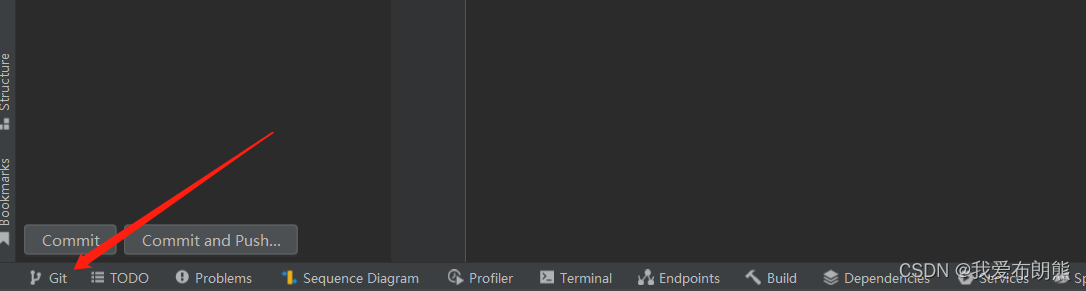 Structure
Bookmarks
Commit
Commit and Push...
Git
TODO
Problems
Sequence Diagram
Profiler
Terminal
Endpoints
Build
Dependencies
Services
Sp
CSDN @我爱布朗熊